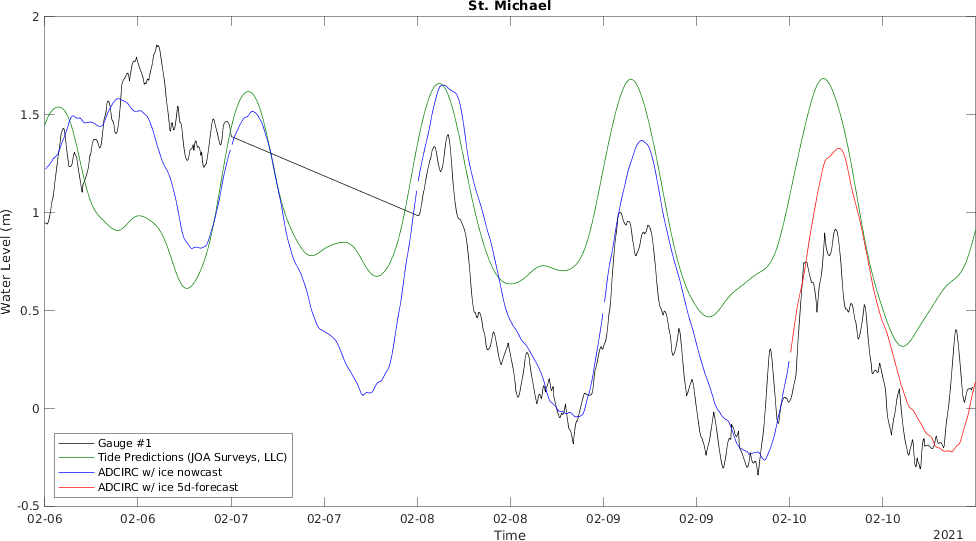 St. Michael
2
1.5
1
0.5
0
-0.5
Water Level (m)
Gauge #1
Tide Predictions (JOA Surveys, LLC)
ADCIRC w/ ice nowcast
ADCIRC w/ ice 5d-forecast
02-06 02-06 02-07 02-07 02-08 02-08 02-09 02-09 02-10 02-10
Time
2021